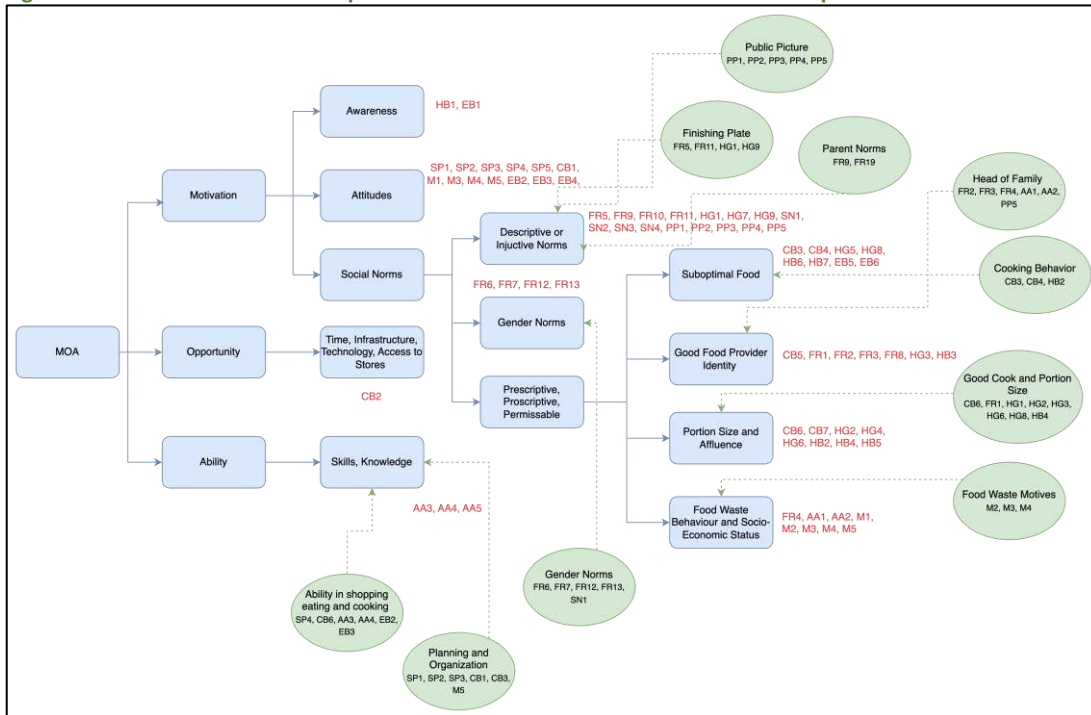 Public Picture
PP1, PP2, PP3, PP4, PP5
Awareness
HB1, EB1
Finishing Plate
FR5, FR11, HG1, HG9
Parent Norms
FR9, FR19
Head of Family
FR2, FR3, FR4, AA1, AA2,
PP5
Motivation
Attitudes
SP1, SP2, SP3, SP4, SP5, CB1,
M1, M3, M4, M5, EB2, EB3, EB4,
Descriptive or
Injuctive Norms
FR5, FR9, FR10, FR11, HG1, HG7, HG9, SN1,
SN2, SN3, SN4, PP1, PP2, PP3, PP4, PP5
Social Norms
Suboptimal Food
CB3, CB4, HG5, HG8,
HB6, HB7, EB5, EB6
Cooking Behavior
CB3, CB4, HB2
FR6, FR7, FR12, FR13
Gender Norms
MOA
Opportunity
Time, Infrastructure,
Technology, Access to
Stores
CB2
Good Food Provider
Identity
CB5, FR1, FR2, FR3, FR8, HG3, HB3
Good Cook and Portion
Size
CB6, FR1, HG1, HG2, HG3,
HG6, HG8, HB4
Prescriptive,
Proscriptive,
Permissable
Portion Size and
Affluence
CB6, CB7, HG2, HG4,
HG6, HB2, HB4, HB5
Ability
Skills, Knowledge
AA3, AA4, AA5
Food Waste
Behaviour and Socio-
Economic Status
FR4, AA1, AA2, M1,
M2, M3, M4, M5
Food Waste Motives
M2, M3, M4
Gender Norms
FR6, FR7, FR12, FR13,
SN1
Ability in shopping
eating and cooking
SP4, CB6, AA3, AA4, EB2,
EB3
Planning and
Organization
SP1, SP2, SP3, CB1, CB3,
M5